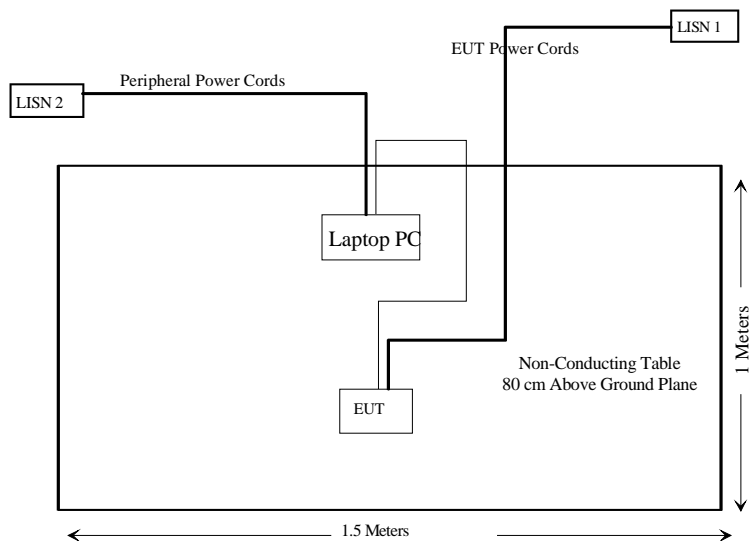 LISN 1
EUT Power Cords
Peripheral Power Cords
LISN 2
Laptop PC
Non-Conducting Table
80 cm Above Ground Plane
EUT
1 Meters
1.5 Meters